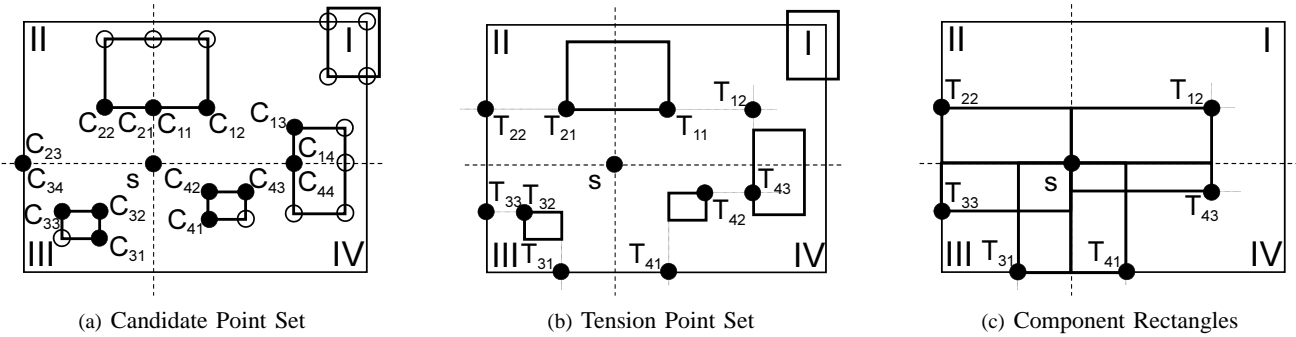 II
I
C₂₂ C₂₁ C₁₁ C₁₂
C₁₃
C₁₄
C₂₃
C₃₄
s
C₄₂ C₄₃ C₄₄
C₃₃ C₃₂
C₄₁
C₃₁
III IV
(a) Candidate Point Set
II
I
T₁₂
T₂₂ T₂₁ T₁₁
s
T₃₃ T₃₂ T₄₃
T₄₂
III T₃₁ T₄₁ IV
(b) Tension Point Set
II I
T₂₂ T₁₂
s
T₃₃ T₄₃
III T₃₁ T₄₁ IV
(c) Component Rectangles